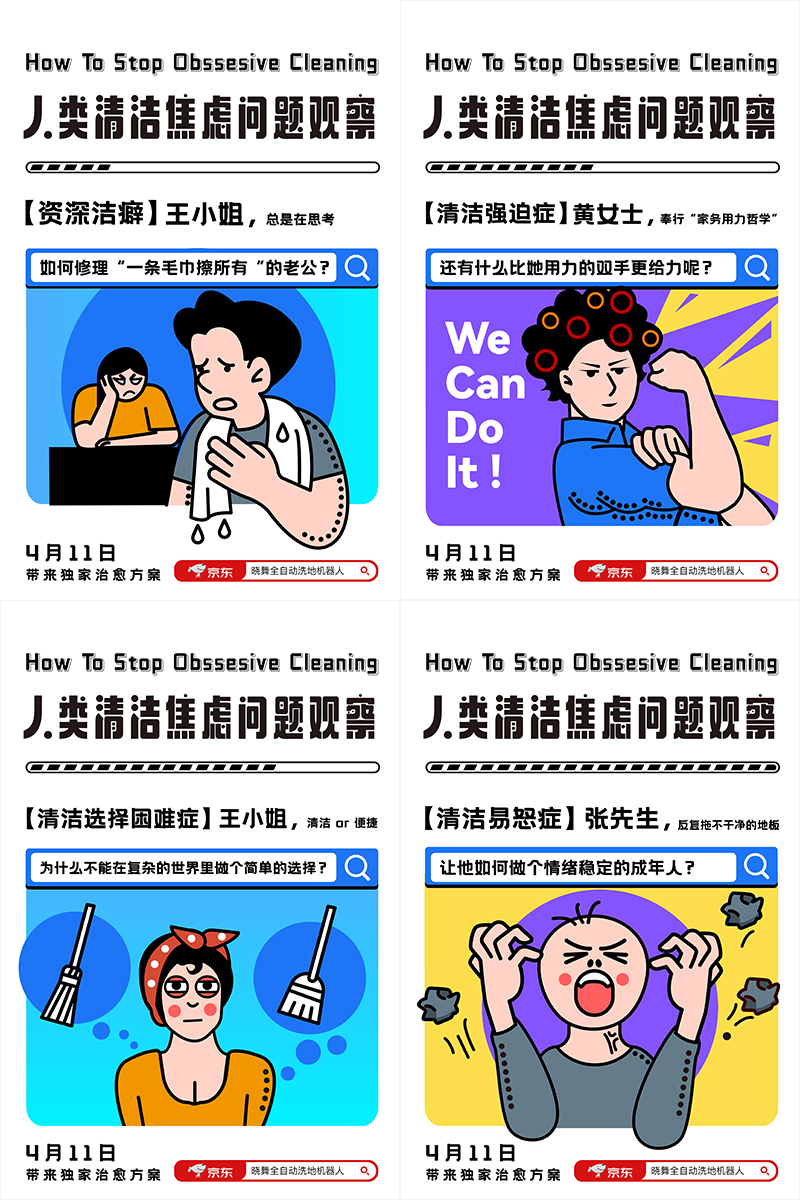 How To Stop Obssesive Cleaning
人类清洁焦虑问题观察
【资深洁癖】王小姐，总是在思考
如何修理“一条毛巾擦所有“的老公？
4月11日
带来独家治愈方案
京东 晓舞全自动洗地机器人
How To Stop Obssesive Cleaning
人类清洁焦虑问题观察
【清洁强迫症】黄女士，奉行“家务用力哲学”
还有什么比她用力的双手更给力呢？
We
Can
Do
It !
4月11日
带来独家治愈方案
京东 晓舞全自动洗地机器人
How To Stop Obssesive Cleaning
人类清洁焦虑问题观察
【清洁选择困难症】王小姐，清洁 or 便捷
为什么不能在复杂的世界里做个简单的选择？
4月11日
带来独家治愈方案
京东 晓舞全自动洗地机器人
How To Stop Obssesive Cleaning
人类清洁焦虑问题观察
【清洁易怒症】张先生，反复拖不干净的地板
让他如何做个情绪稳定的成年人？
4月11日
带来独家治愈方案
京东 晓舞全自动洗地机器人